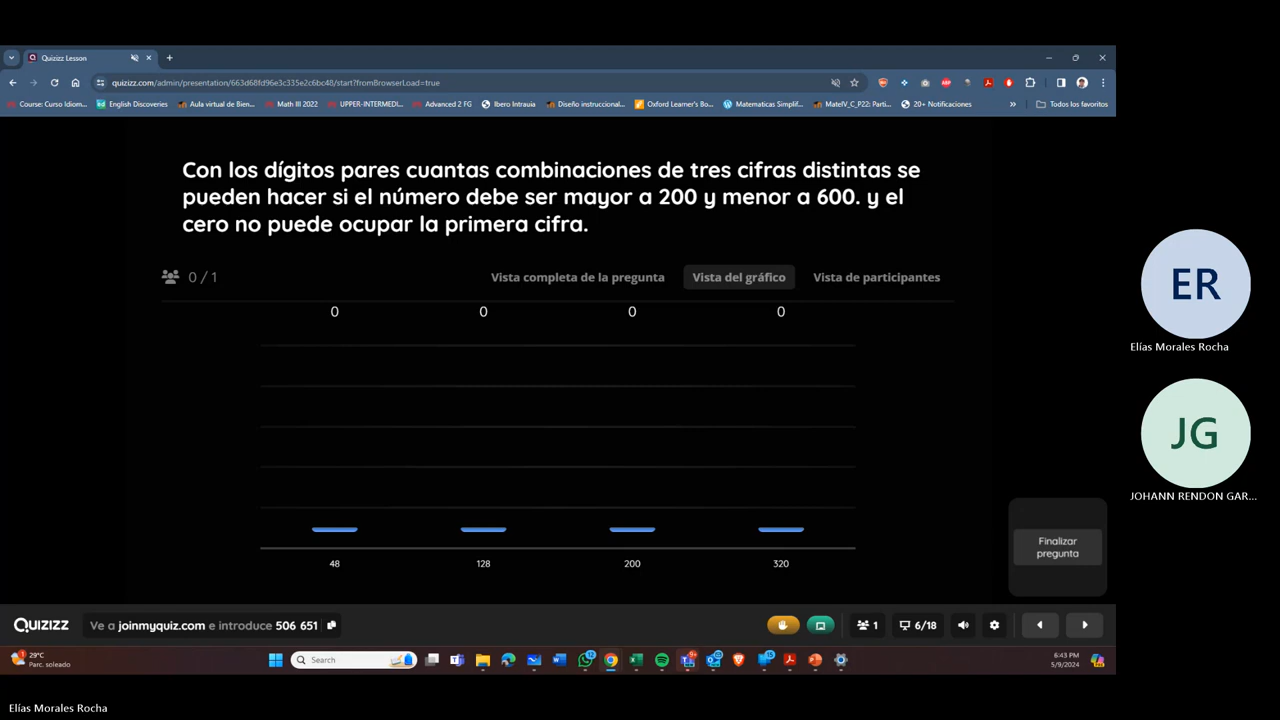 Quizizz Lesson
quizizz.com/admin/presentation/663d68fd96e3c335e2c6bc48/start?fromBrowserLoad=true
Course: Curso Idiom... English Discoveries Aula virtual de Bien... Math III 2022 UPPER-INTERMEDI... Advanced 2 FG Ibero Intrauia Diseño instruccional... Oxford Learner's Bo... Matematicas Simplif... MateIV_C_P22: Parti... 20+ Notificaciones » Todos los favoritos
Con los dígitos pares cuantas combinaciones de tres cifras distintas se
pueden hacer si el número debe ser mayor a 200 y menor a 600. y el
cero no puede ocupar la primera cifra.
0 / 1 Vista completa de la pregunta Vista del gráfico Vista de participantes
0 0 0 0
48 128 200 320
Finalizar
pregunta
QUIZIZZ Ve a joinmyquiz.com e introduce 506 651 1 6/18
29°C
Parc. soleado
Search
6:43 PM
5/9/2024
ER
Elías Morales Rocha
JG
JOHANN RENDON GAR...
Elías Morales Rocha